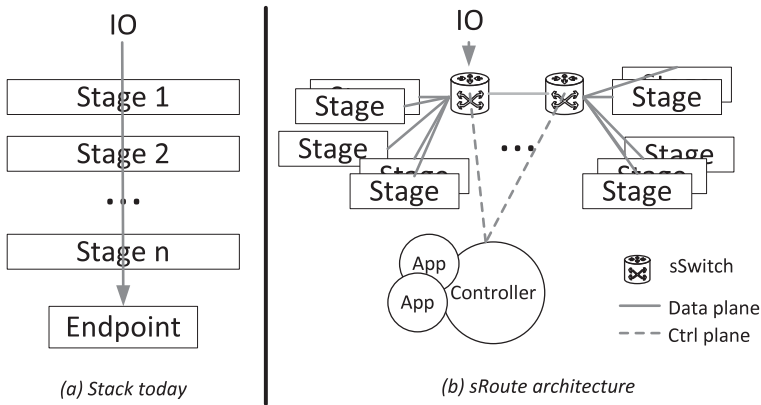 IO
Stage 1
Stage 2
...
Stage n
Endpoint
(a) Stack today
IO
Stage
Stage
Stage
Stage
...
Stage
Stage
Stage
Stage
App
App
Controller
sSwitch
Data plane
Ctrl plane
(b) sRoute architecture